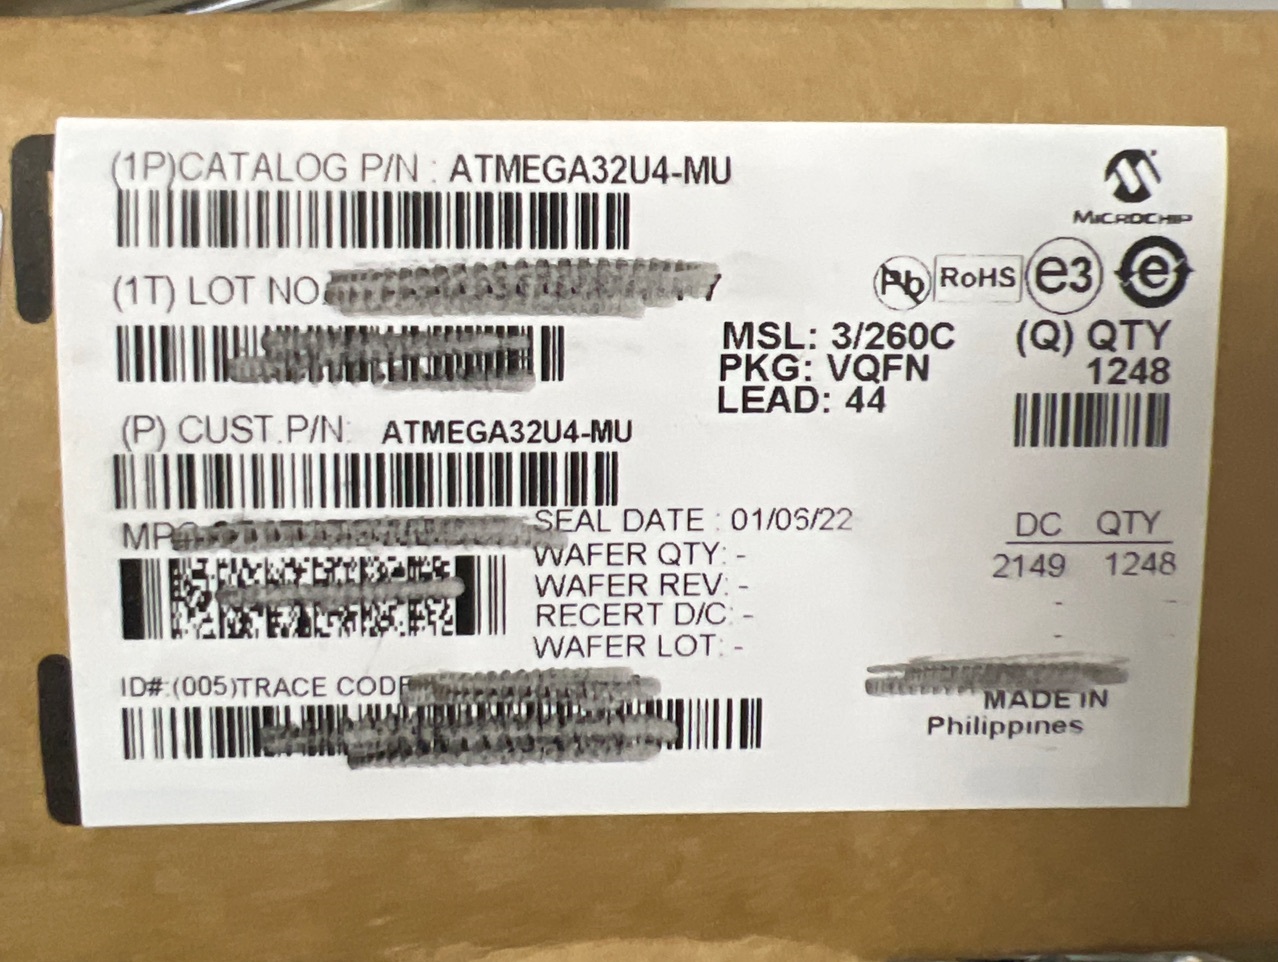 (1P)CATALOG P/N : ATMEGA32U4-MU
MICROCHIP
(1T) LOT NO
Pb RoHS e3 e
MSL: 3/260C
PKG: VQFN
LEAD: 44
(Q) QTY
1248
(P) CUST.P/N: ATMEGA32U4-MU
MP
SEAL DATE : 01/06/22
WAFER QTY: -
WAFER REV: -
RECERT D/C: -
WAFER LOT: -
DC QTY
2149 1248
- -
-
ID#:(005)TRACE CODE
MADE IN
Philippines